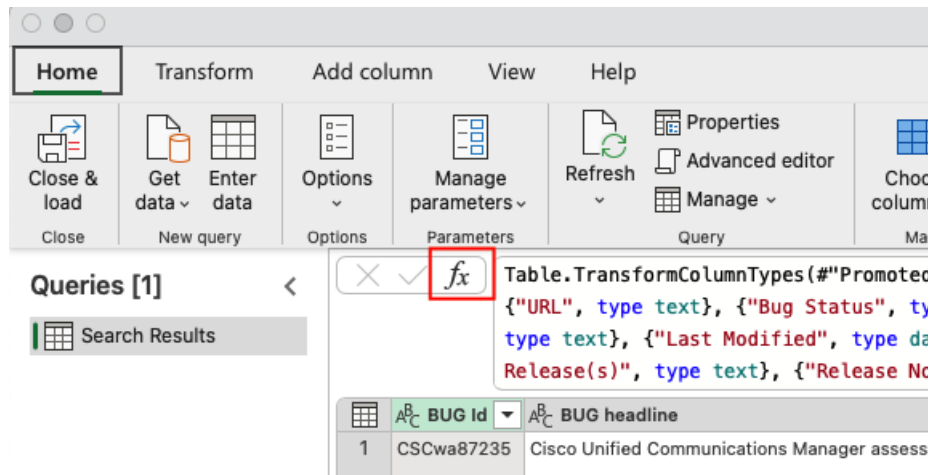 Home Transform Add column View Help
Close & load
Get data
Enter data
Options
Manage parameters
Refresh
Properties
Advanced editor
Manage
Close New query Options Parameters Query
Queries [1]
fx
Table.TransformColumnTypes(#"Promoted
{"URL", type text}, {"Bug Status", ty
type text}, {"Last Modified", type da
Release(s)", type text}, {"Release No
Search Results
ABC BUG Id ABC BUG headline
1 CSCwa87235 Cisco Unified Communications Manager assess